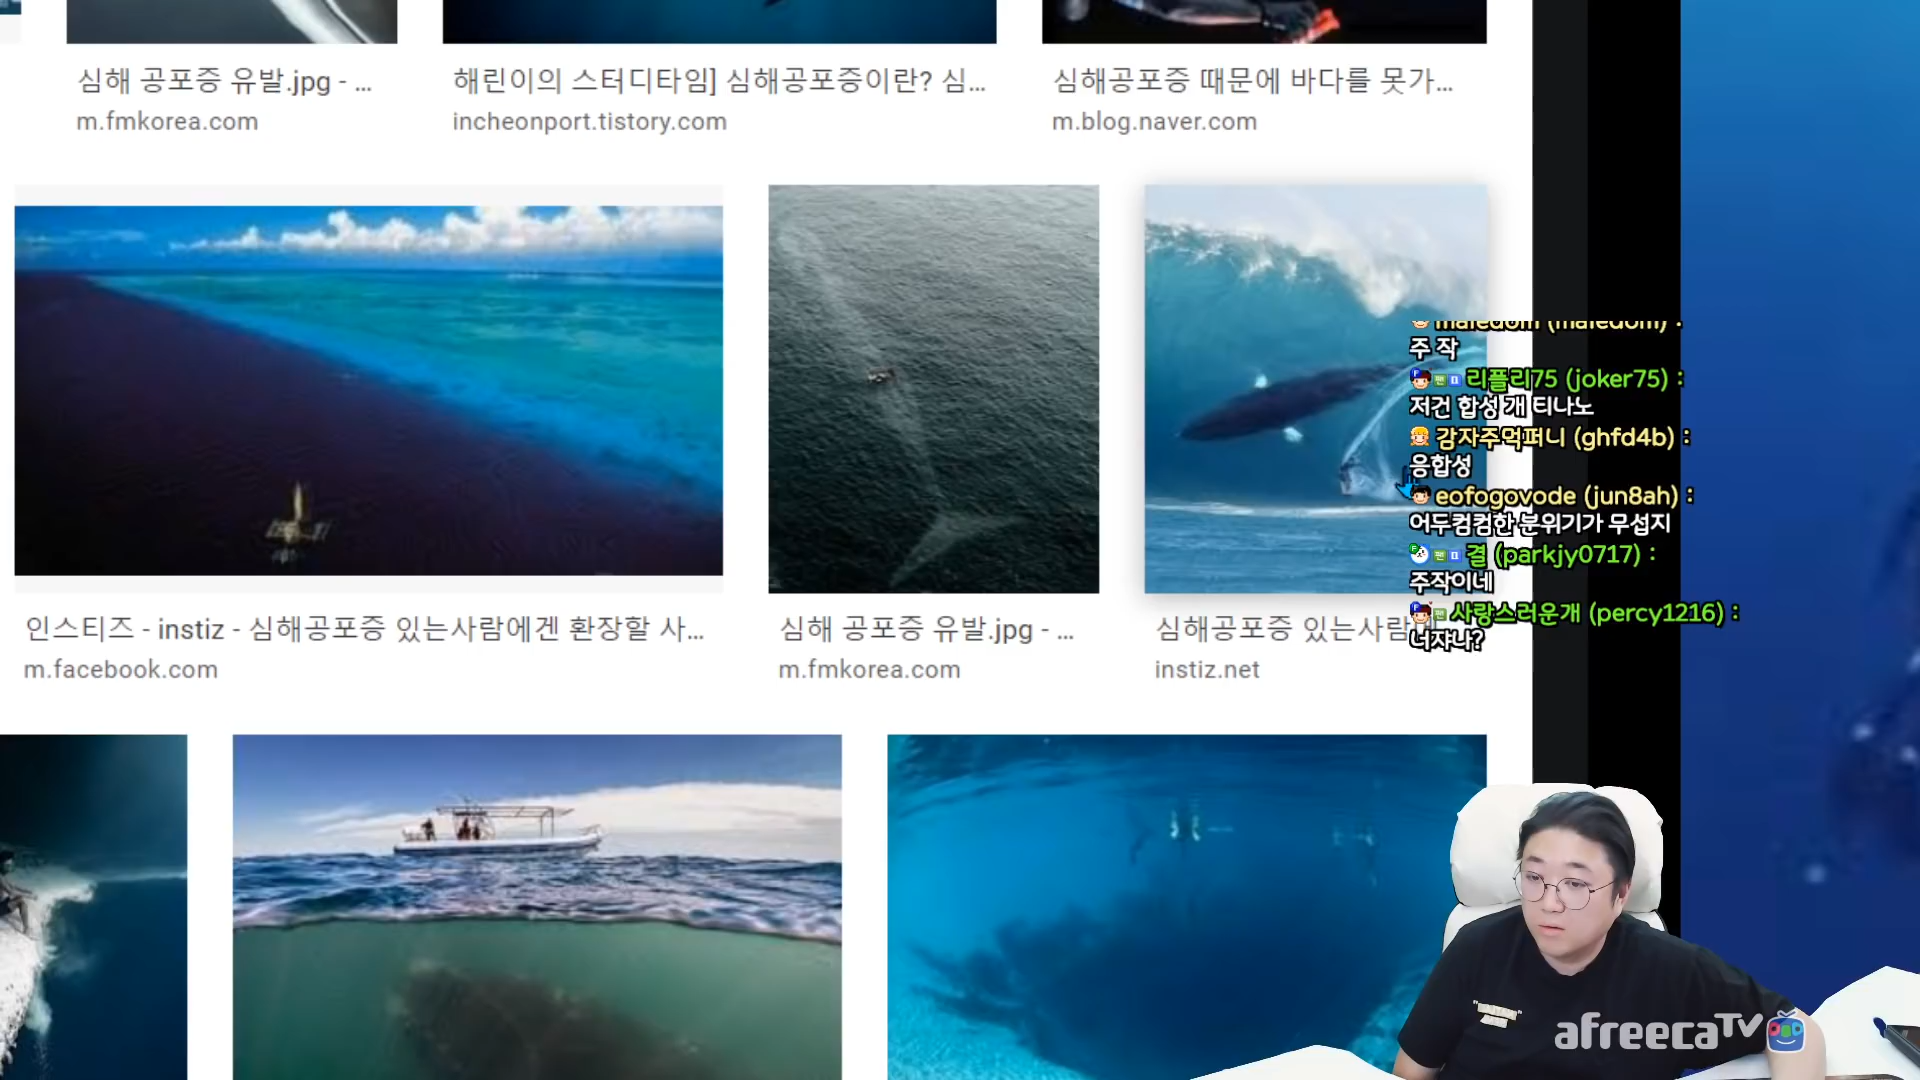 심해 공포증 유발.jpg - ...
m.fmkorea.com
해린이의 스터디타임] 심해공포증이란? 심...
incheonport.tistory.com
심해공포증 때문에 바다를 못가...
m.blog.naver.com
인스티즈 - instiz - 심해공포증 있는사람에겐 환장할 사...
m.facebook.com
심해 공포증 유발.jpg - ...
m.fmkorea.com
심해공포증 있는사람
instiz.net
maledom (maledom) :
주 작
리플리75 (joker75) :
저건 합성 개 티나노
감자주먹펴니 (ghfd4b) :
응합성
eofogovode (jun8ah) :
어두컴컴한 분위기가 무섭지
결 (parkjy0717) :
주작이네
사랑스러운개 (percy1216) :
너쟈나?
afreecaTV